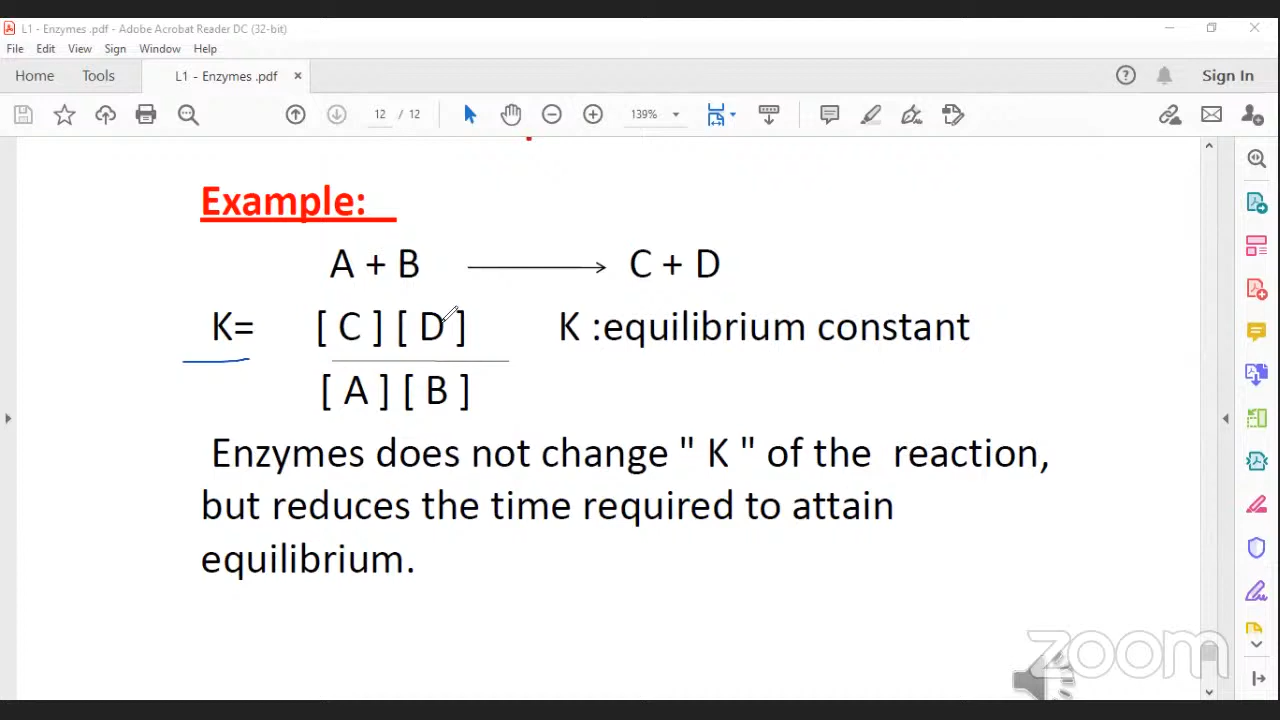 L1 - Enzymes .pdf - Adobe Acrobat Reader DC (32-bit)
File Edit View Sign Window Help
Home Tools L1 - Enzymes .pdf × Sign In
12 / 12 139%
Example:
A + B → C + D
K= [ C ] [ D ] K :equilibrium constant
[ A ] [ B ]
Enzymes does not change " K " of the reaction,
but reduces the time required to attain
equilibrium.
zoom